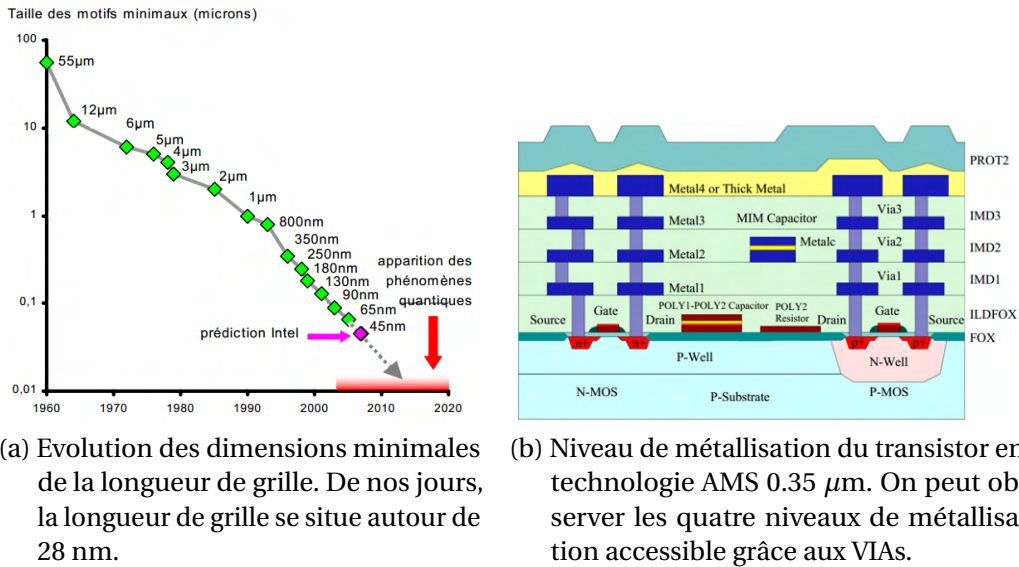 Taille des motifs minimaux (microns)
100
10
1
0,1
0,01
55µm
12µm
6µm
5µm
4µm
3µm
2µm
1µm
800nm
350nm
250nm
180nm
130nm
90nm
65nm
45nm
apparition des
phénomènes
quantiques
prédiction Intel
1960 1970 1980 1990 2000 2010 2020
(a) Evolution des dimensions minimales
de la longueur de grille. De nos jours,
la longueur de grille se situe autour de
28 nm.
PROT2
Metal4 or Thick Metal
Via3
Metal3 MIM Capacitor IMD3
Metalc Via2
Metal2 IMD2
Via1
Metal1 IMD1
POLY1-POLY2 Capacitor POLY2
Resistor
Source Gate Drain Drain Gate Source ILDFOX
FOX
n+ n+ p+ p+
P-Well N-Well
N-MOS P-Substrate P-MOS
(b) Niveau de métallisation du transistor en
technologie AMS 0.35 µm. On peut ob
server les quatre niveaux de métallisa
tion accessible grâce aux VIAs.